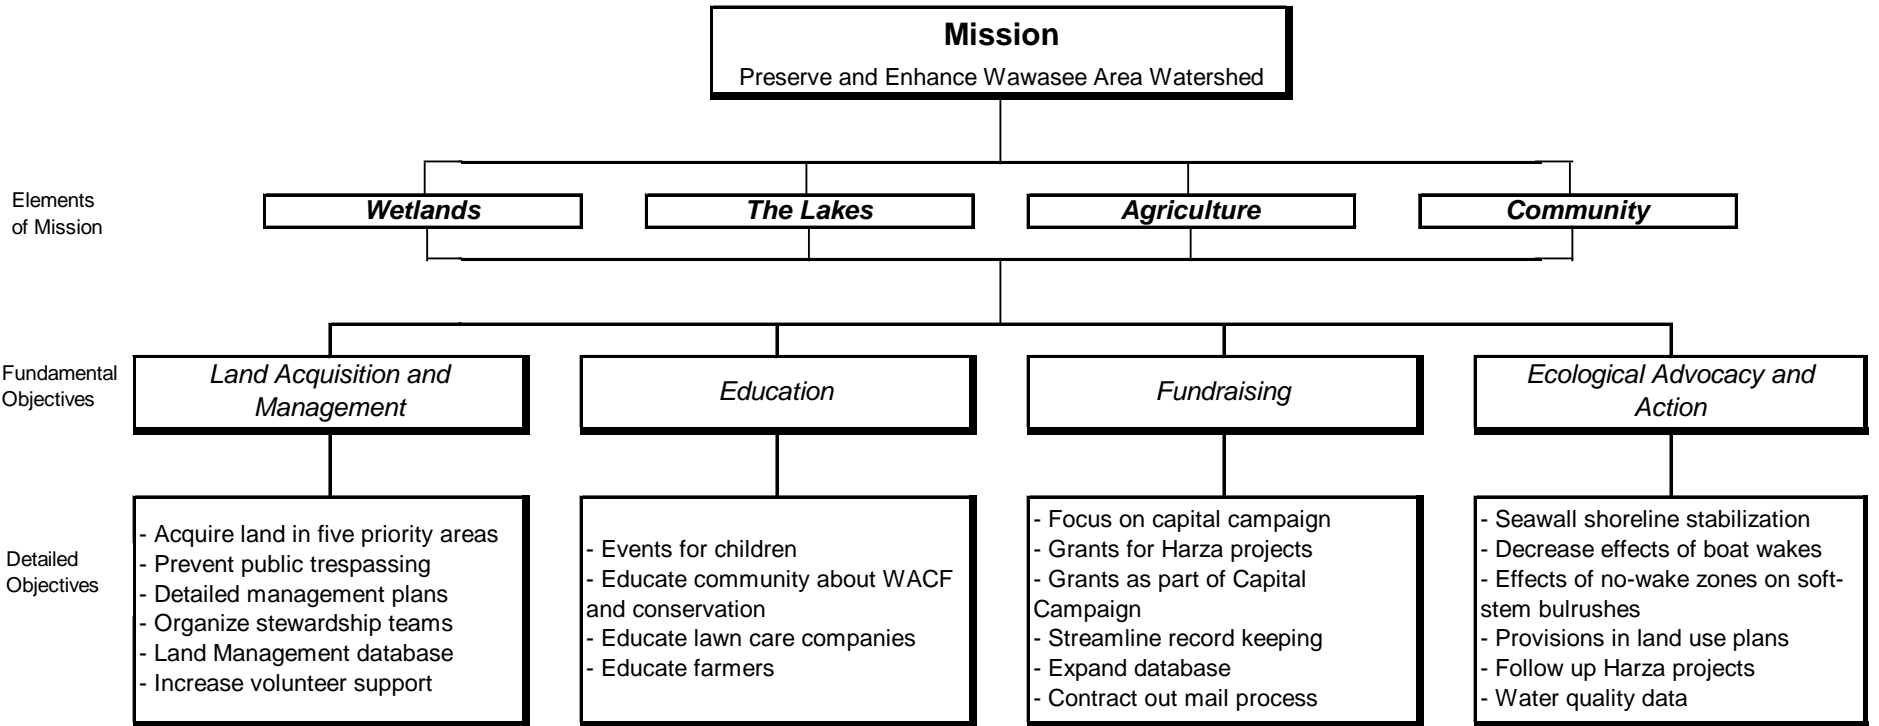 Mission
Preserve and Enhance Wawasee Area Watershed
Elements
of Mission
Wetlands
The Lakes
Agriculture
Community
Fundamental
Objectives
Land Acquisition and
Management
Education
Fundraising
Ecological Advocacy and
Action
Detailed
Objectives
- Acquire land in five priority areas
- Prevent public trespassing
- Detailed management plans
- Organize stewardship teams
- Land Management database
- Increase volunteer support
- Events for children
- Educate community about WACF
and conservation
- Educate lawn care companies
- Educate farmers
- Focus on capital campaign
- Grants for Harza projects
- Grants as part of Capital
Campaign
- Streamline record keeping
- Expand database
- Contract out mail process
- Seawall shoreline stabilization
- Decrease effects of boat wakes
- Effects of no-wake zones on soft-
stem bulrushes
- Provisions in land use plans
- Follow up Harza projects
- Water quality data